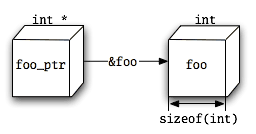 int *
int
foo_ptr
&foo
foo
sizeof(int)